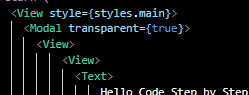 <View style={styles.main}>
<Modal transparent={true}>
<View>
<View>
<Text>
Hello Code Step by Step